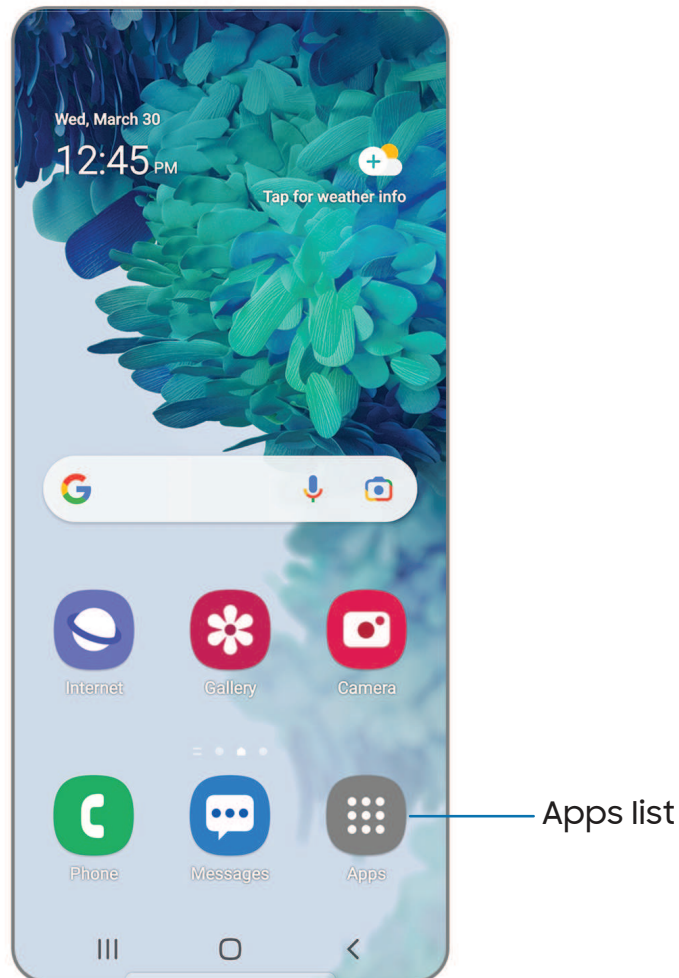 Wed, March 30
12:45 PM
Tap for weather info
G
Internet Gallery Camera
Phone Messages Apps
Apps list